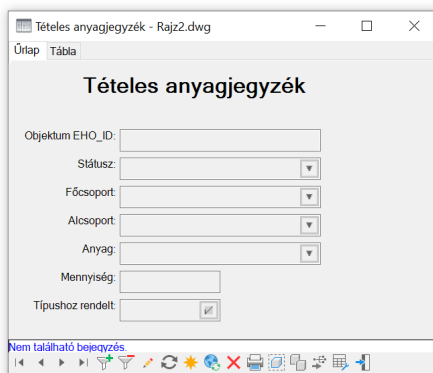 Tételes anyagjegyzék - Rajz2.dwg
Űrlap Tábla
Tételes anyagjegyzék
Objektum EHO_ID:
Státusz:
Főcsoport:
Alcsoport:
Anyag:
Mennyiség:
Típushoz rendelt:
Nem található bejegyzés.